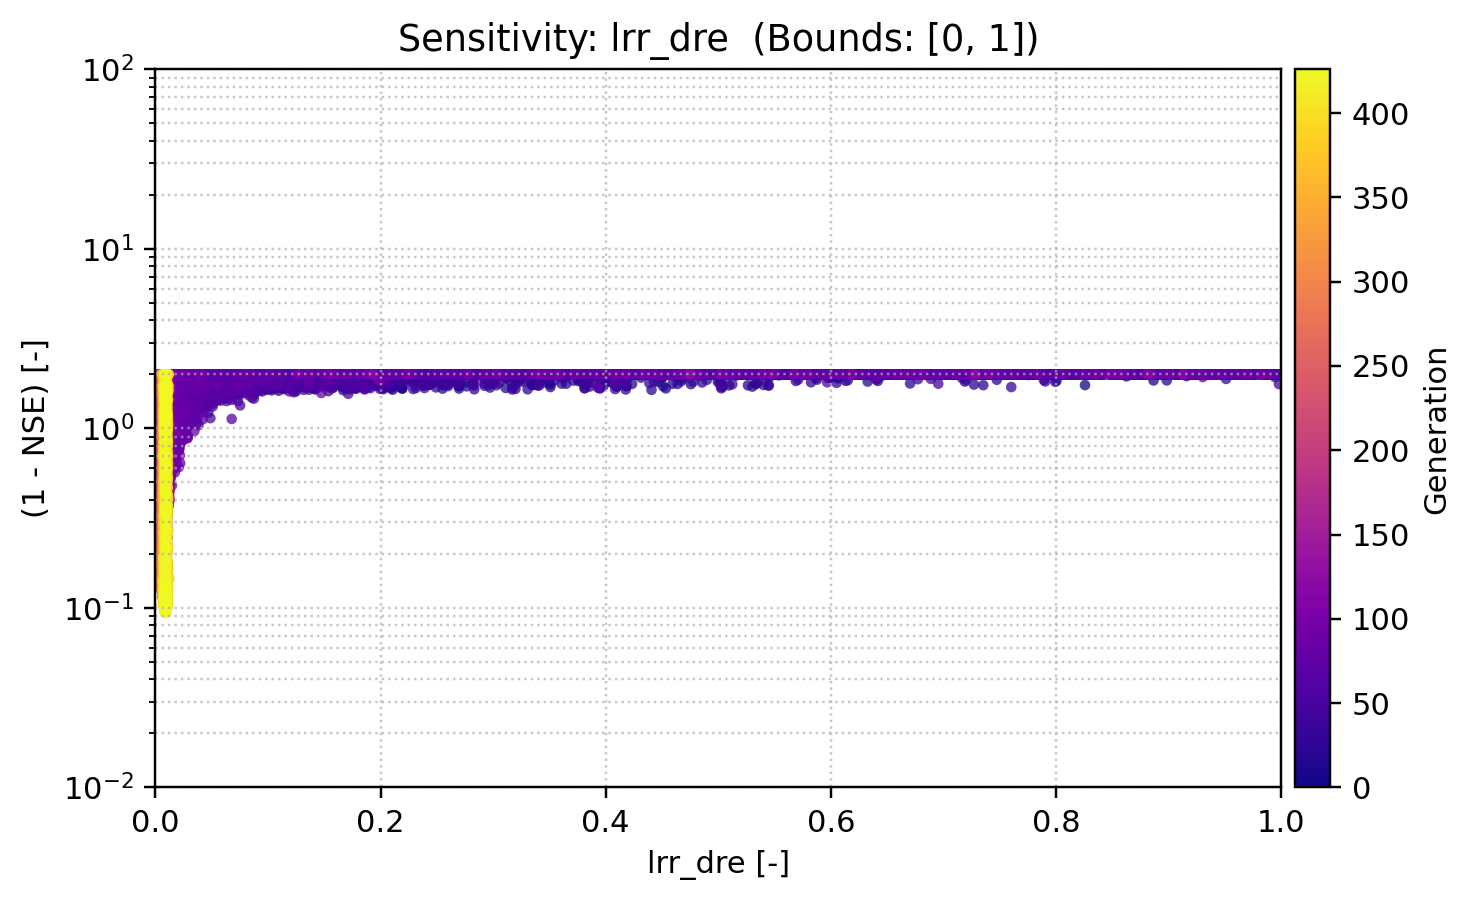 Sensitivity: lrr_dre  (Bounds: [0, 1])
10²
10¹
10⁰
10⁻¹
10⁻²
(1 - NSE) [-]
0.0 0.2 0.4 0.6 0.8 1.0
lrr_dre [-]
400
350
300
250
200
150
100
50
0
Generation